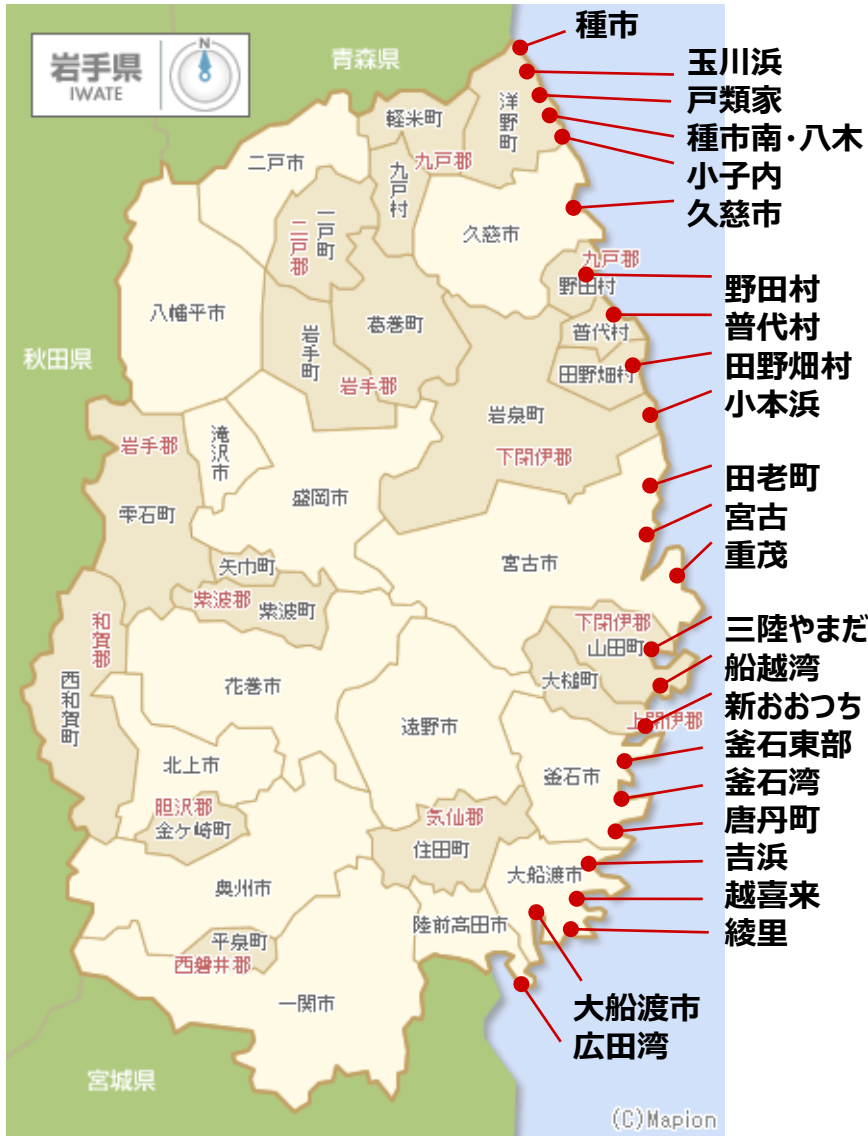 種市
岩手県
IWATE
N
青森県
玉川浜
戸類家
種市南・八木
小子内
久慈市
洋野町
軽米町
九戸郡
二戸市
九戸村
一戸町
二戸郡
久慈市
九戸郡
野田村
野田村
普代村
普代村
田野畑村
田野畑村
小本浜
八幡平市
葛巻町
岩手町
岩手郡
秋田県
岩泉町
下閉伊郡
岩手郡
滝沢市
雫石町
盛岡市
田老町
宮古
重茂
宮古市
矢巾町
紫波郡
紫波町
和賀郡
西和賀町
下閉伊郡
山田町
大槌町
上閉伊郡
三陸やまだ
船越湾
新おおつち
釜石東部
釜石湾
唐丹町
吉浜
越喜来
綾里
花巻市
遠野市
北上市
釜石市
胆沢郡
金ヶ崎町
気仙郡
住田町
大船渡市
奥州市
陸前高田市
平泉町
西磐井郡
一関市
大船渡市
広田湾
宮城県
(C)Mapion